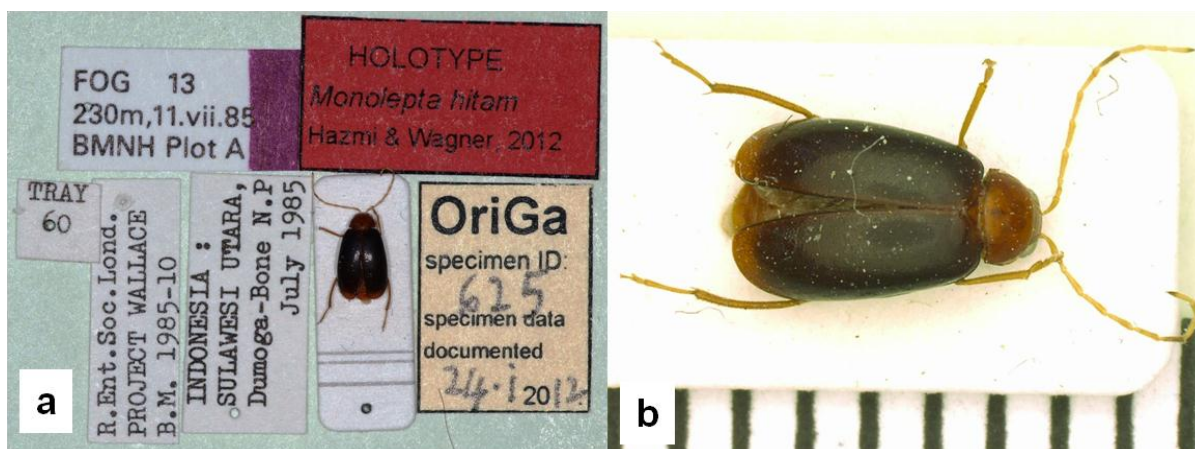 FOG 13
230m, 11.vii.85
BMNH Plot A
HOLOTYPE
Monolepta hitam
Hazmi & Wagner, 2012
TRAY
60
R.Ent.Soc.Lond.
PROJECT WALLACE
B.M. 1985-10
INDONESIA :
SULAWESI UTARA,
Dumoga-Bone N.P
July 1985
OriGa
specimen ID:
625
specimen data
documented
24.i 2012
a
b